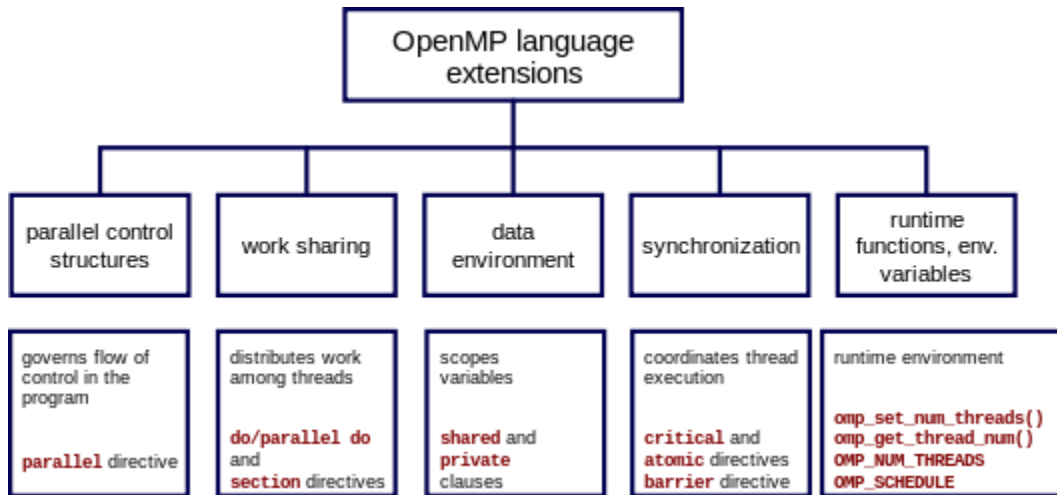 OpenMP language
extensions
parallel control
structures
work sharing
data
environment
synchronization
runtime
functions, env.
variables
governs flow of
control in the
program
parallel directive
distributes work
among threads
do/parallel do
and
section directives
scopes
variables
shared and
private
clauses
coordinates thread
execution
critical and
atomic directives
barrier directive
runtime environment
omp_set_num_threads()
omp_get_thread_num()
OMP_NUM_THREADS
OMP_SCHEDULE